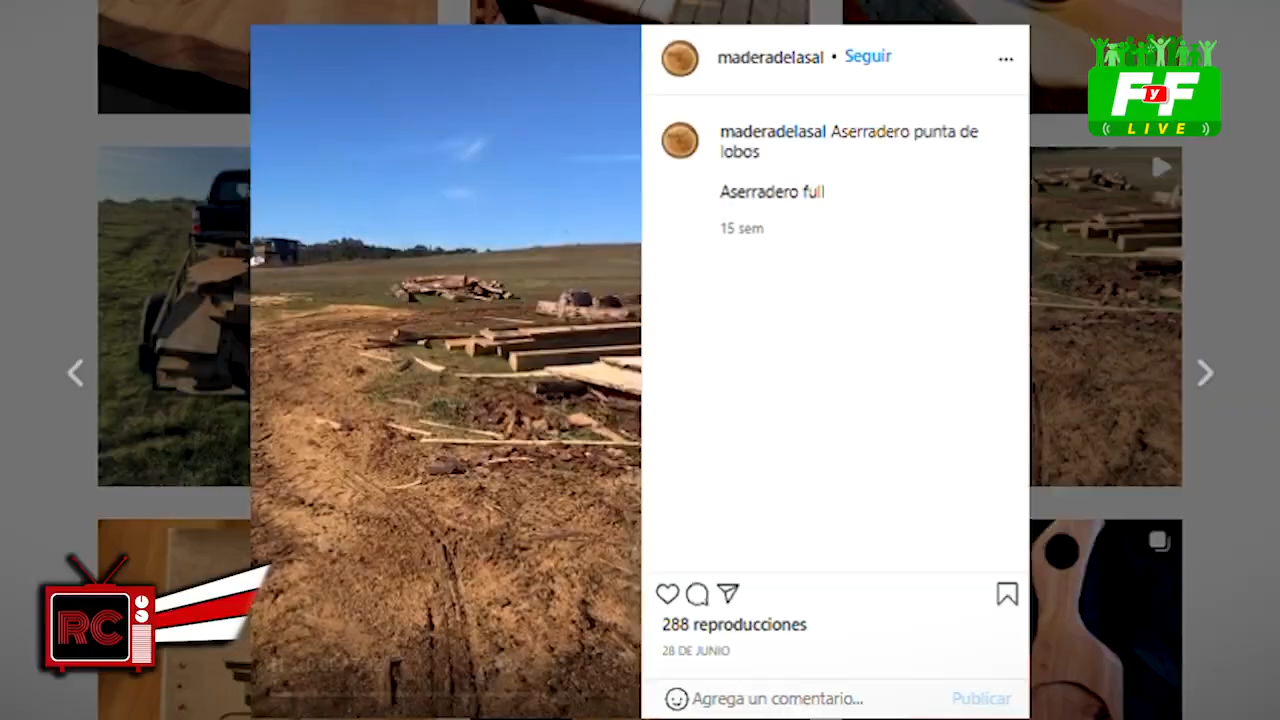 maderadelasal • Seguir
maderadelasal Aserradero punta de
lobos
Aserradero full
15 sem
288 reproducciones
28 DE JUNIO
Agrega un comentario...
Publicar
FyF
LIVE
RC